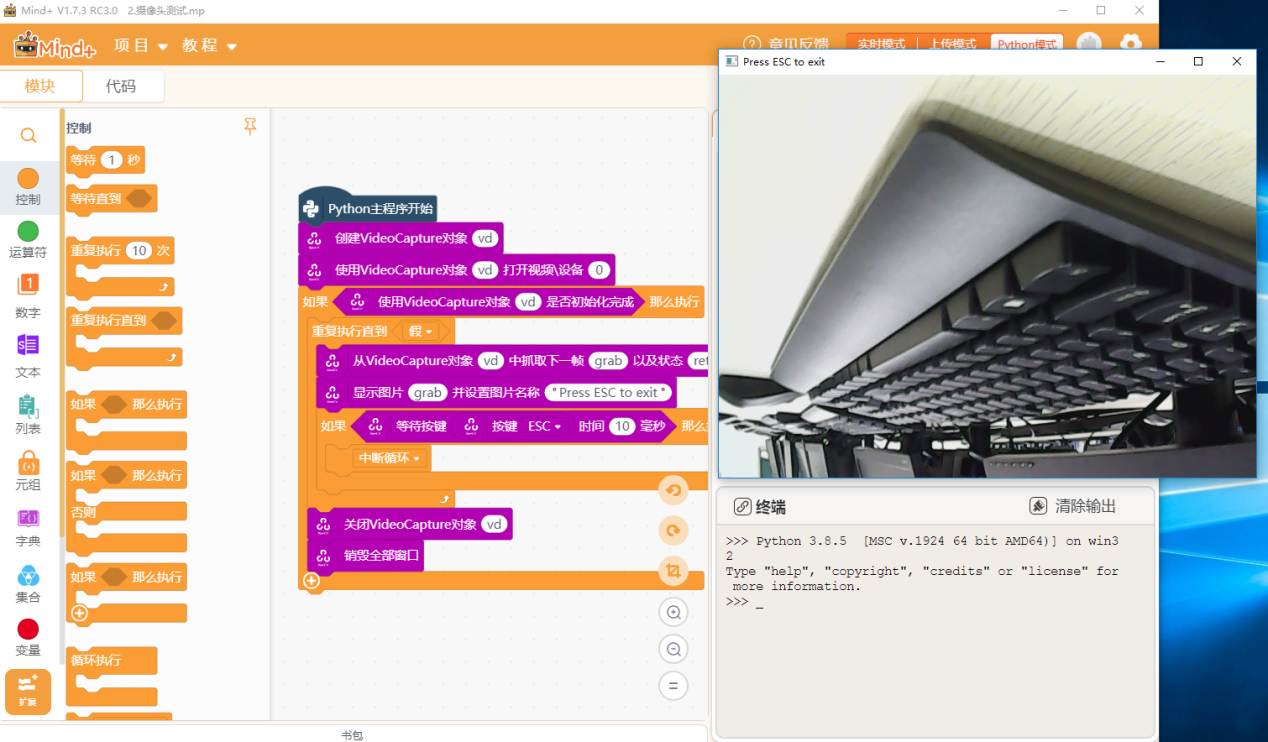 Mind+ V1.7.3 RC3.0   2.摄像头测试.mp
Mind+ 项目 教程 意见反馈 实时模式 上传模式 Python模式
Press ESC to exit
模块 代码
控制
运算符
数字
文本
列表
元组
字典
集合
变量
扩展
控制
等待 1 秒
等待直到
重复执行 10 次
重复执行直到
如果 那么执行
如果 那么执行
否则
如果 那么执行
循环执行
Python主程序开始
创建VideoCapture对象 vd
使用VideoCapture对象 vd 打开视频\设备 0
如果 使用VideoCapture对象 vd 是否初始化完成 那么执行
重复执行直到 假
从VideoCapture对象 vd 中抓取下一帧 grab 以及状态 ret
显示图片 grab 并设置图片名称 "Press ESC to exit"
如果 等待按键 按键 ESC 时间 10 毫秒 那么
中断循环
关闭VideoCapture对象 vd
销毁全部窗口
书包
终端 清除输出
>>> Python 3.8.5  [MSC v.1924 64 bit AMD64)] on win3
2
Type "help", "copyright", "credits" or "license" for
more information.
>>> _